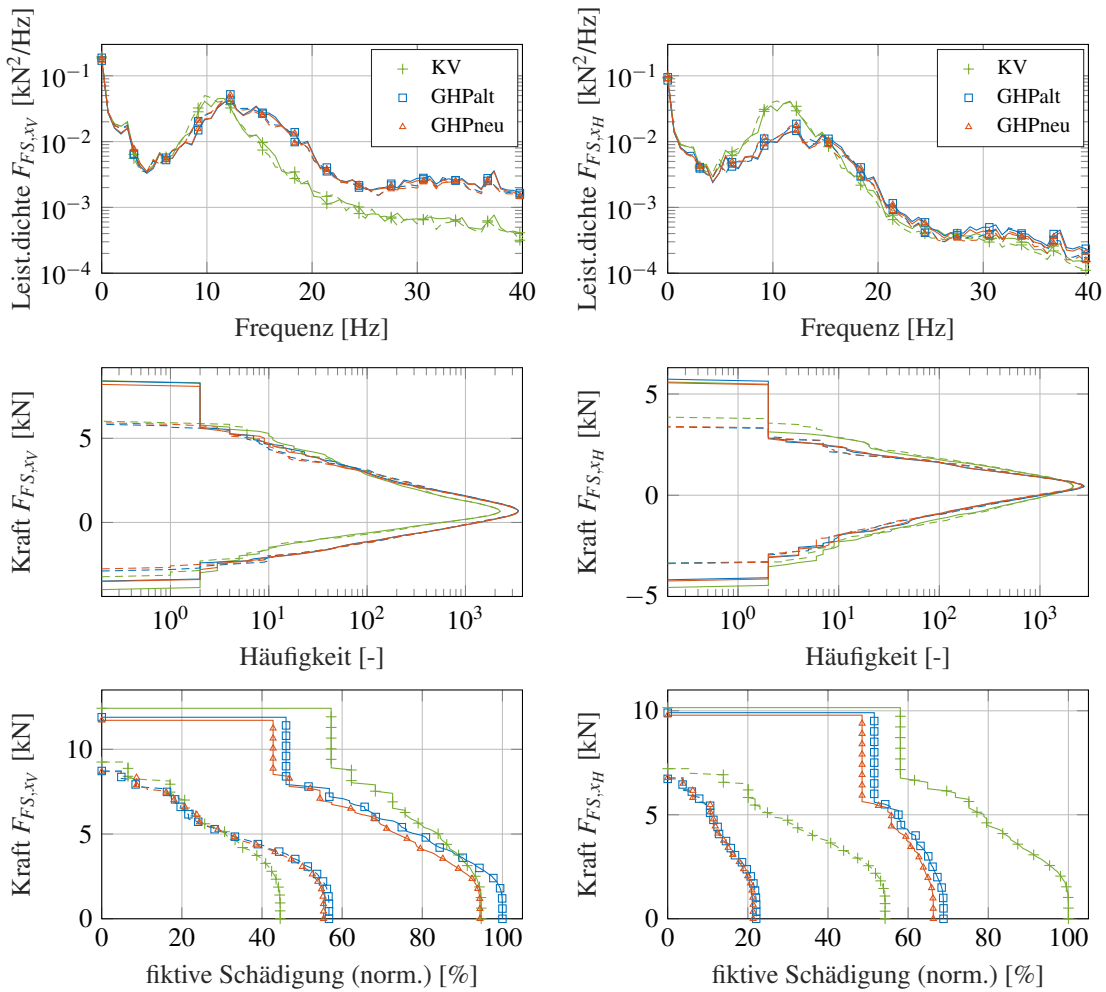 Leist.dichte F_{FS,x_V} [kN²/Hz]
10⁻¹
10⁻²
10⁻³
10⁻⁴
KV
GHPalt
GHPneu
0 10 20 30 40
Frequenz [Hz]
Leist.dichte F_{FS,x_H} [kN²/Hz]
10⁻¹
10⁻²
10⁻³
10⁻⁴
KV
GHPalt
GHPneu
0 10 20 30 40
Frequenz [Hz]
Kraft F_{FS,x_V} [kN]
5
0
10⁰ 10¹ 10² 10³
Häufigkeit [-]
Kraft F_{FS,x_H} [kN]
5
0
−5
10⁰ 10¹ 10² 10³
Häufigkeit [-]
Kraft F_{FS,x_V} [kN]
10
5
0
0 20 40 60 80 100
fiktive Schädigung (norm.) [%]
Kraft F_{FS,x_H} [kN]
10
5
0
0 20 40 60 80 100
fiktive Schädigung (norm.) [%]